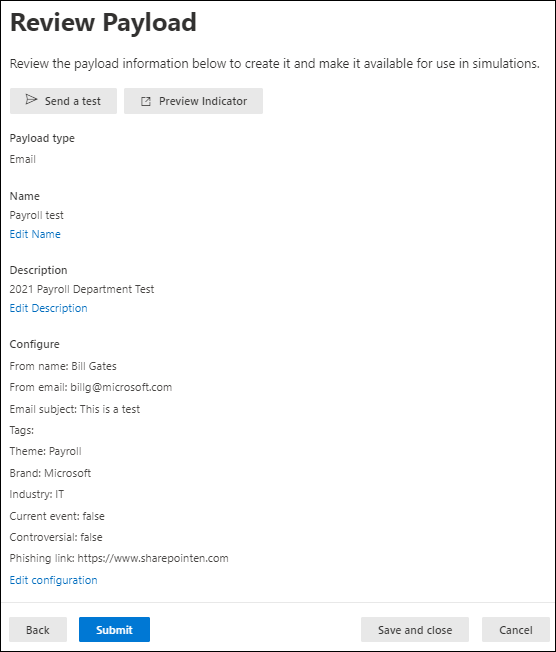 Review Payload
Review the payload information below to create it and make it available for use in simulations.
Send a test Preview Indicator
Payload type
Email
Name
Payroll test
Edit Name
Description
2021 Payroll Department Test
Edit Description
Configure
From name: Bill Gates
From email: billg@microsoft.com
Email subject: This is a test
Tags:
Theme: Payroll
Brand: Microsoft
Industry: IT
Current event: false
Controversial: false
Phishing link: https://www.sharepointen.com
Edit configuration
Back Submit Save and close Cancel